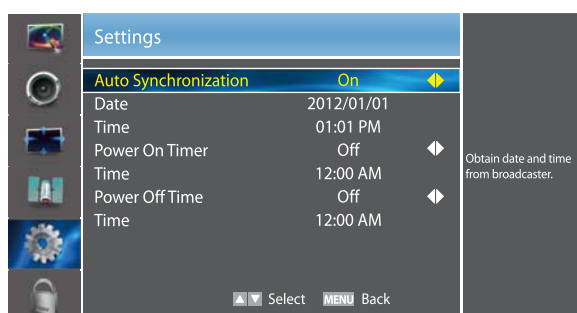 Settings
Auto Synchronization On
Date 2012/01/01
Time 01:01 PM
Power On Timer Off
Time 12:00 AM
Power Off Time Off
Time 12:00 AM
Select MENU Back
Obtain date and time
from broadcaster.